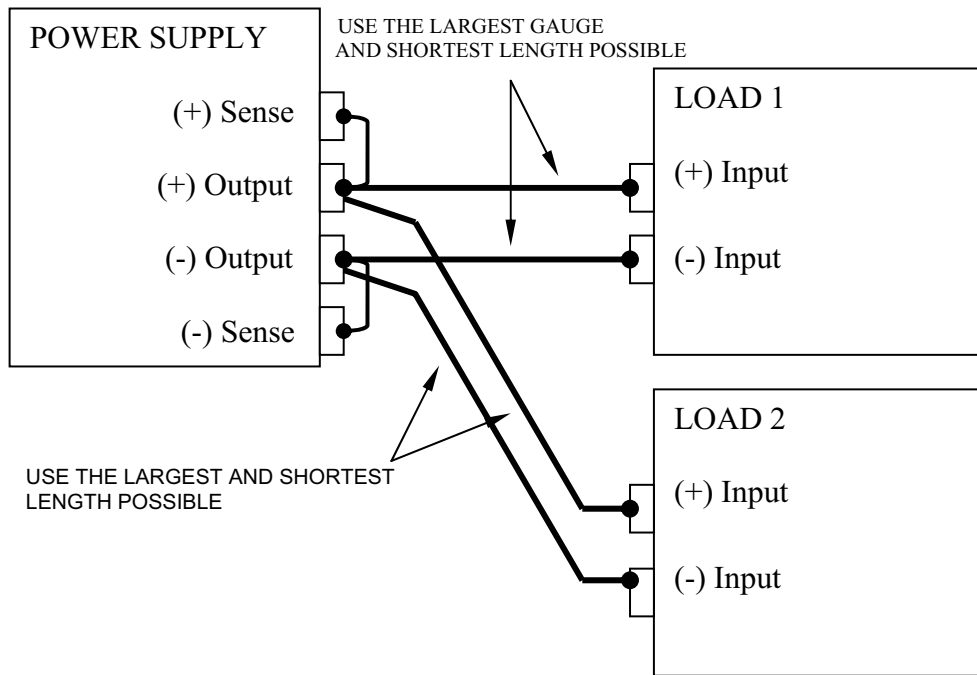 POWER SUPPLY
(+) Sense
(+) Output
(-) Output
(-) Sense
USE THE LARGEST GAUGE
AND SHORTEST LENGTH POSSIBLE
LOAD 1
(+) Input
(-) Input
LOAD 2
(+) Input
(-) Input
USE THE LARGEST AND SHORTEST
LENGTH POSSIBLE